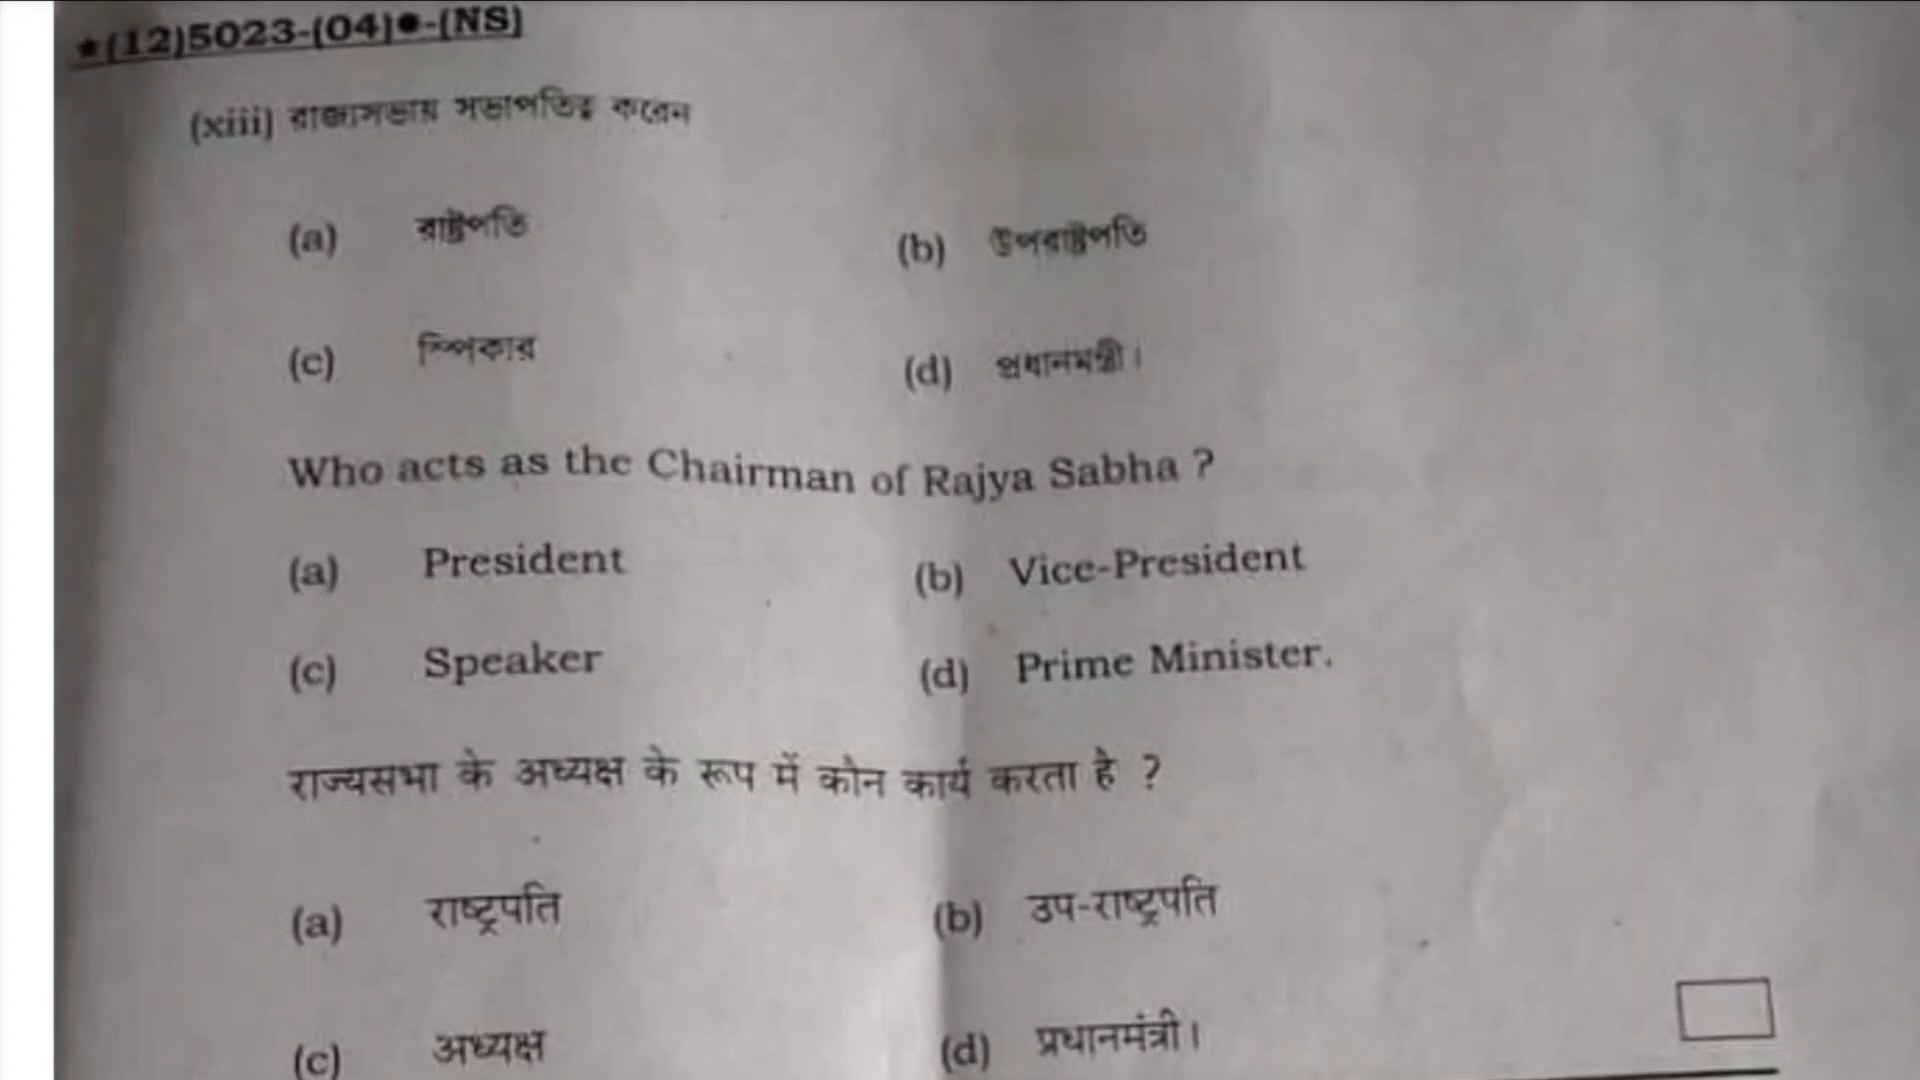 ★(12)5023-(04)●-(NS)
(xiii) রাজ্যসভায় সভাপতিত্ব করেন
(a) রাষ্ট্রপতি (b) উপরাষ্ট্রপতি
(c) স্পিকার (d) প্রধানমন্ত্রী।
Who acts as the Chairman of Rajya Sabha ?
(a) President (b) Vice-President
(c) Speaker (d) Prime Minister.
राज्यसभा के अध्यक्ष के रूप में कौन कार्य करता है ?
(a) राष्ट्रपति (b) उप-राष्ट्रपति
(c) अध्यक्ष (d) प्रधानमंत्री।